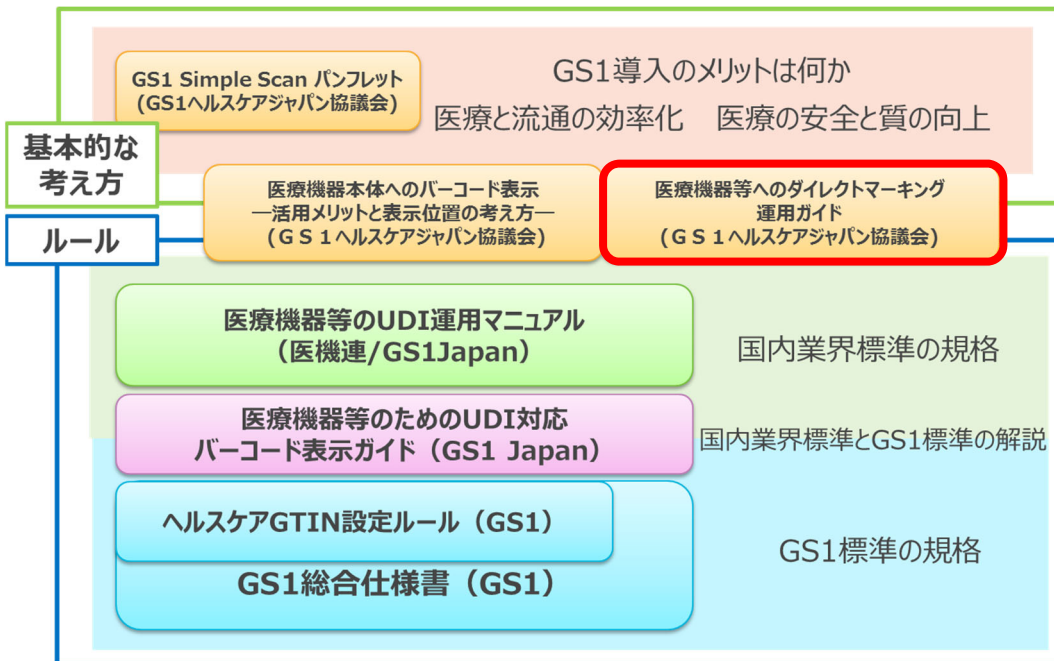 GS1 Simple Scan パンフレット
(GS1ヘルスケアジャパン協議会)
GS1導入のメリットは何か
医療と流通の効率化　医療の安全と質の向上
基本的な
考え方
医療機器本体へのバーコード表示
―活用メリットと表示位置の考え方―
(ＧＳ１ヘルスケアジャパン協議会)
医療機器等へのダイレクトマーキング
運用ガイド
(ＧＳ１ヘルスケアジャパン協議会)
ルール
医療機器等のUDI運用マニュアル
（医機連/GS1Japan）
国内業界標準の規格
医療機器等のためのUDI対応
バーコード表示ガイド（GS1 Japan）
国内業界標準とGS1標準の解説
ヘルスケアGTIN設定ルール（GS1）
GS1総合仕様書（GS1）
GS1標準の規格